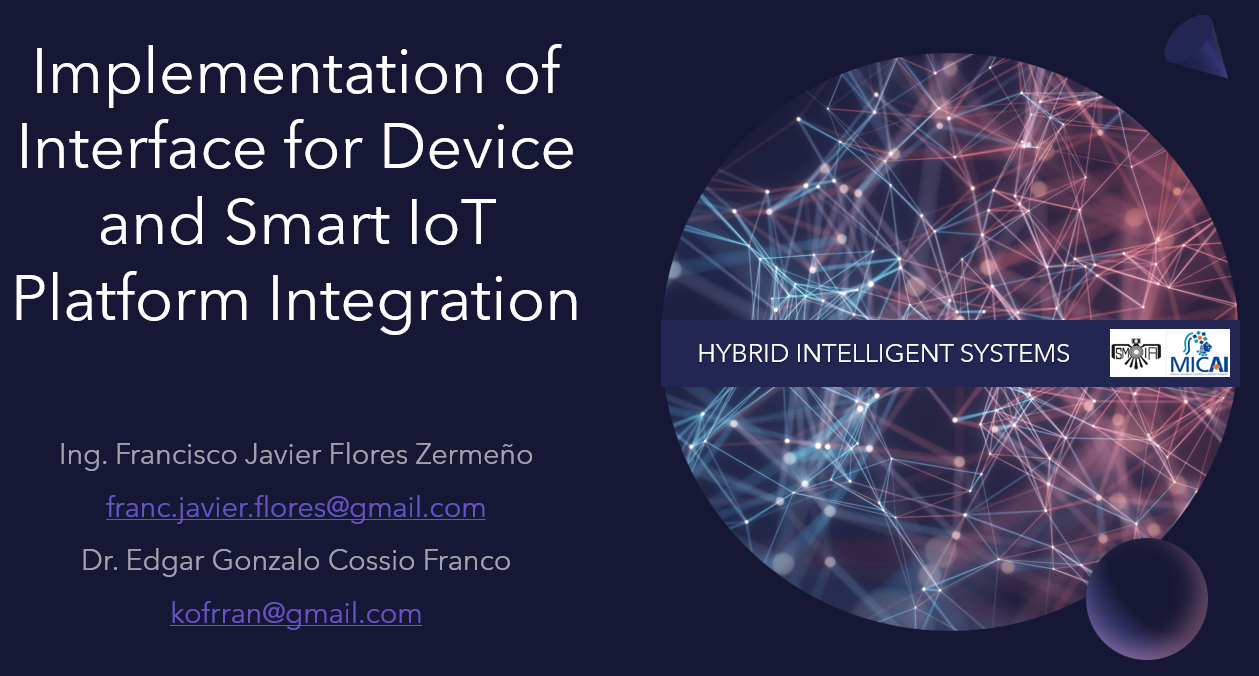 Implementation of
Interface for Device
and Smart IoT
Platform Integration
HYBRID INTELLIGENT SYSTEMS
SMIA
MICAI
Ing. Francisco Javier Flores Zermeño
franc.javier.flores@gmail.com
Dr. Edgar Gonzalo Cossio Franco
kofrran@gmail.com